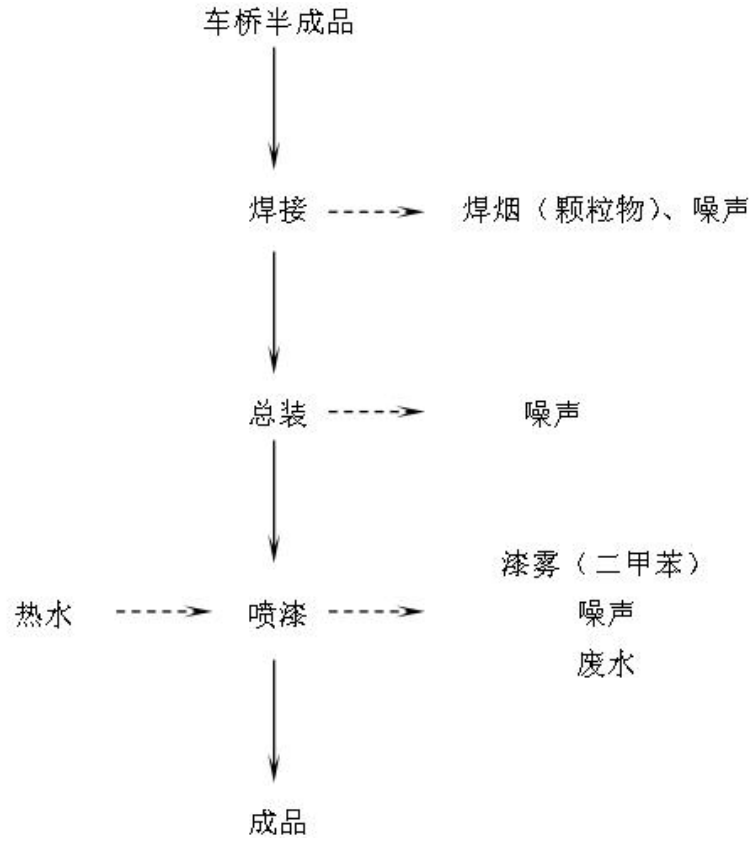 车桥半成品
焊接
焊烟（颗粒物）、噪声
总装
噪声
漆雾（二甲苯）
热水
喷漆
噪声
废水
成品